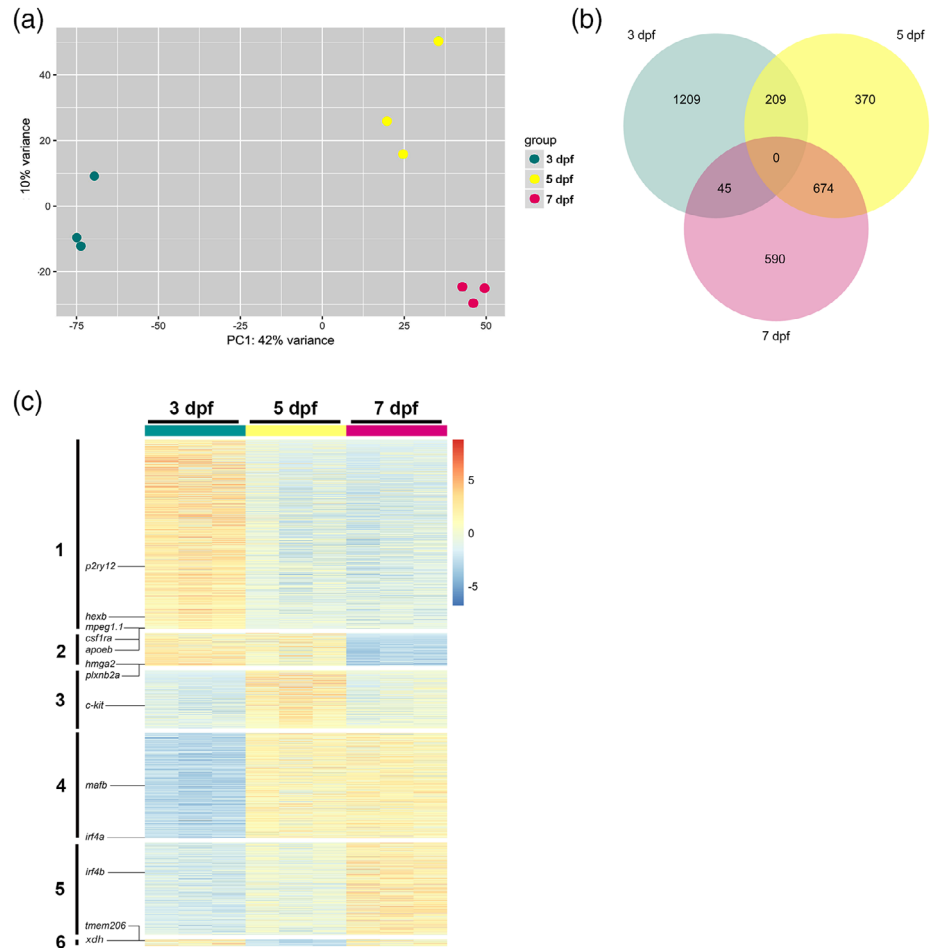 (a)
40
20
0
-20
10% variance
-75
-50
-25
0
25
50
PC1: 42% variance
group
3 dpf
5 dpf
7 dpf
(b)
3 dpf
5 dpf
1209
209
370
0
45
674
590
7 dpf
(c)
3 dpf
5 dpf
7 dpf
5
0
-5
1
p2ry12
hexb
mpeg1.1
csf1ra
2
apoeb
hmga2
plxnb2a
3
c-kit
4
mafb
irf4a
irf4b
5
tmem206
6
xdh